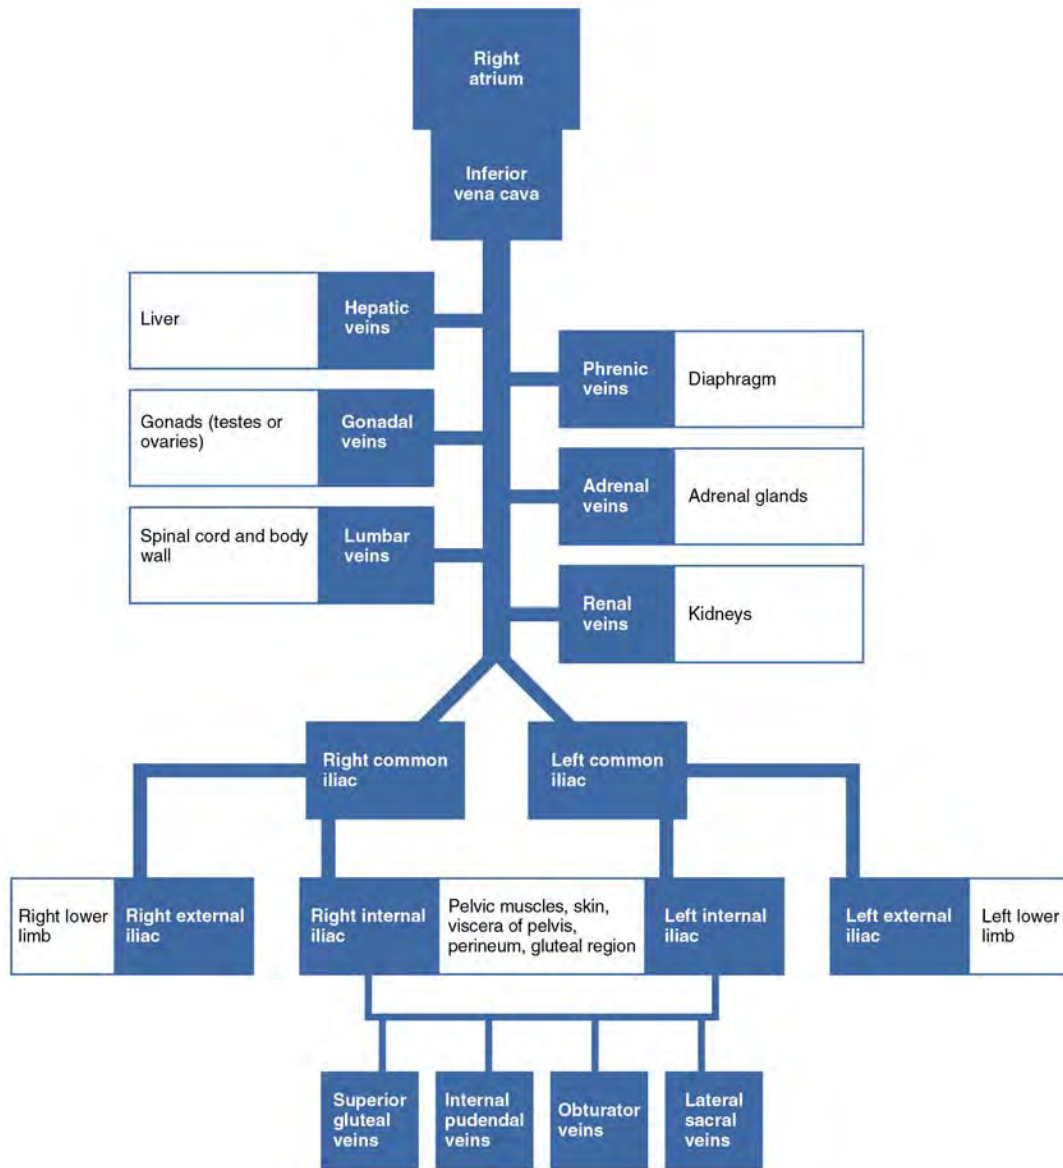 Right
atrium
Inferior
vena cava
Liver
Hepatic
veins
Phrenic
veins
Diaphragm
Gonads (testes or
ovaries)
Gonadal
veins
Adrenal
veins
Adrenal glands
Spinal cord and body
wall
Lumbar
veins
Renal
veins
Kidneys
Right common
iliac
Left common
iliac
Right lower
limb
Right external
iliac
Right internal
iliac
Pelvic muscles, skin,
viscera of pelvis,
perineum, gluteal region
Left internal
iliac
Left external
iliac
Left lower
limb
Superior
gluteal
veins
Internal
pudendal
veins
Obturator
veins
Lateral
sacral
veins